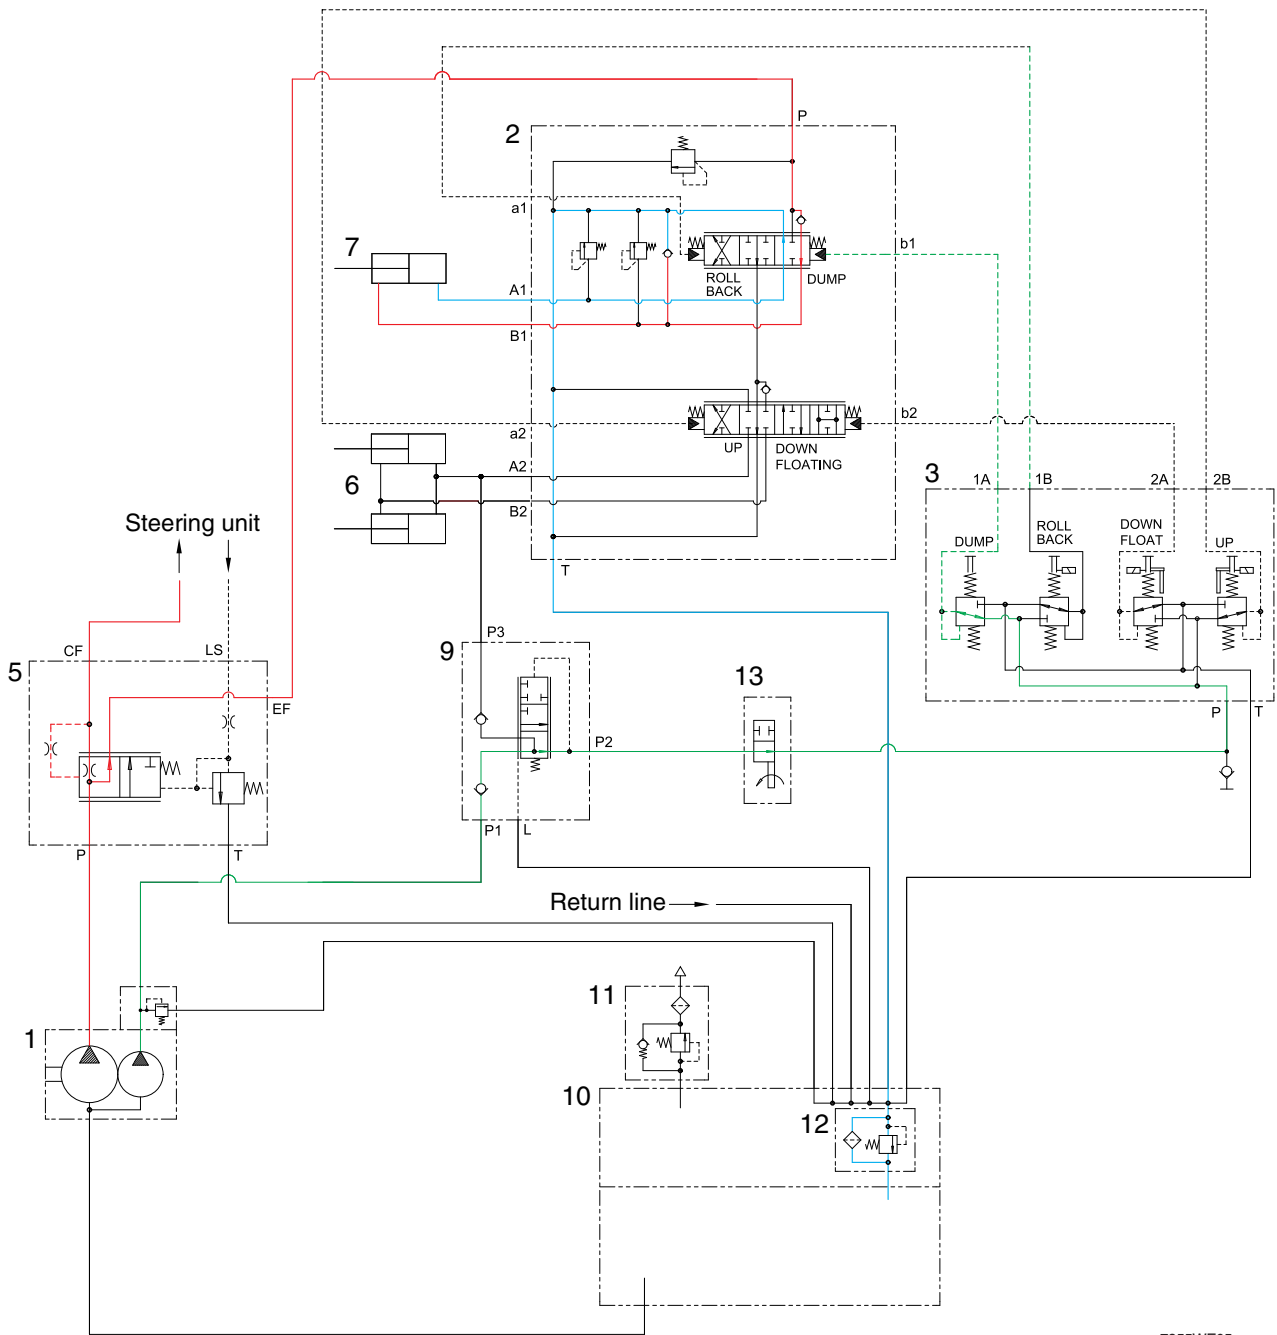 P
2
a1
b1
7
ROLL
BACK
DUMP
A1
B1
b2
a2
UP
DOWN
FLOATING
A2
6
B2
3
1A
1B
2A
2B
Steering unit
DUMP
ROLL
BACK
DOWN
FLOAT
UP
T
P3
9
CF
LS
5
13
EF
P
T
P2
P1
L
P
T
Return line
11
1
10
12